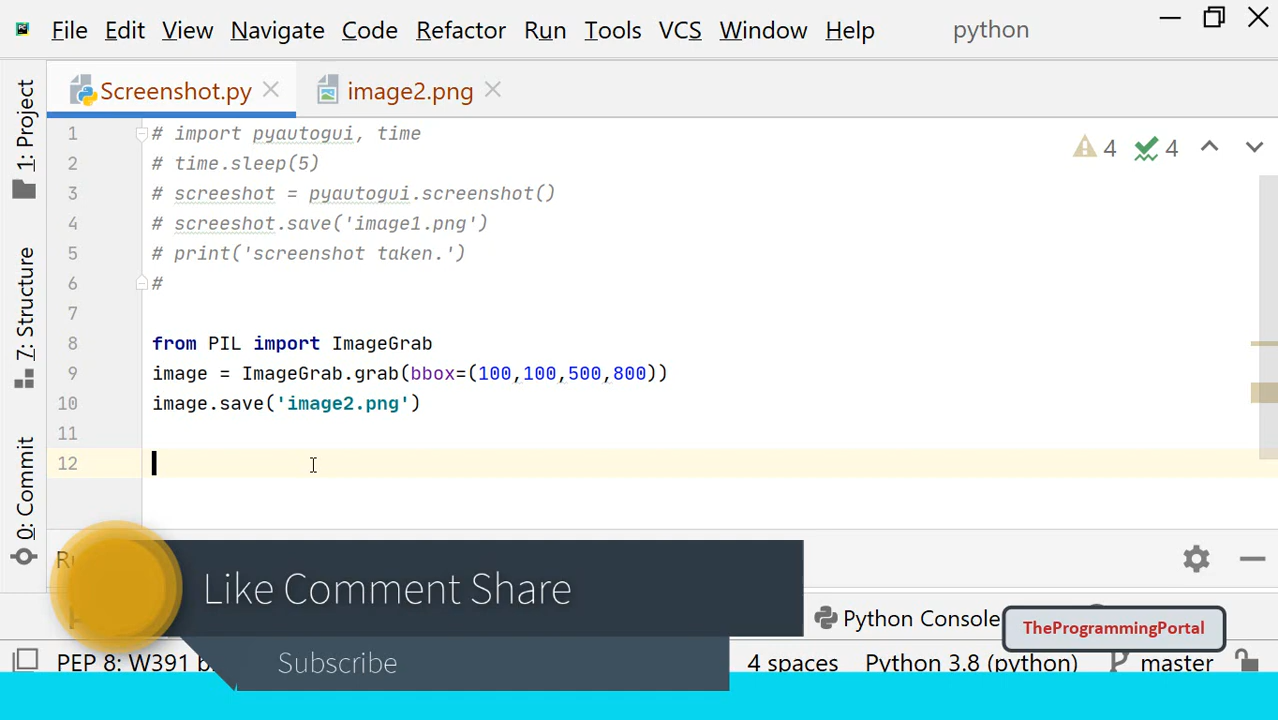 File Edit View Navigate Code Refactor Run Tools VCS Window Help python
Screenshot.py image2.png
1: Project
7: Structure
0: Commit
1 # import pyautogui, time
2 # time.sleep(5)
3 # screeshot = pyautogui.screenshot()
4 # screeshot.save('image1.png')
5 # print('screenshot taken.')
6 #
7
8 from PIL import ImageGrab
9 image = ImageGrab.grab(bbox=(100,100,500,800))
10 image.save('image2.png')
11
12
4 4
Like Comment Share
Subscribe
Python Console
TheProgrammingPortal
PEP 8: W391 b
4 spaces Python 3.8 (python) master